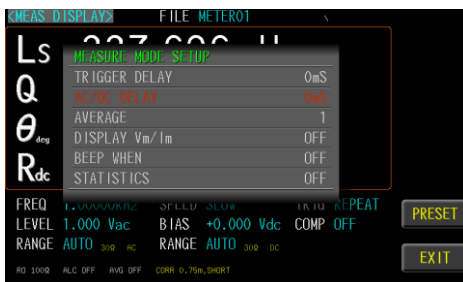 <MEAS DISPLAY> FILE METER01
Ls
MEASURE MODE SETUP
TRIGGER DELAY 0mS
Q
AC/DC DELAY 0mS
AVERAGE 1
θdeg
DISPLAY Vm/Im OFF
BEEP WHEN OFF
Rdc
STATISTICS OFF
FREQ 1.00000KHz SPEED SLOW TRIG REPEAT
PRESET
LEVEL 1.000 Vac BIAS +0.000 Vdc COMP OFF
RANGE AUTO 30Ω AC RANGE AUTO 30Ω DC
EXIT
RO 100Ω ALC OFF AVG OFF CORR 0.75m,SHORT